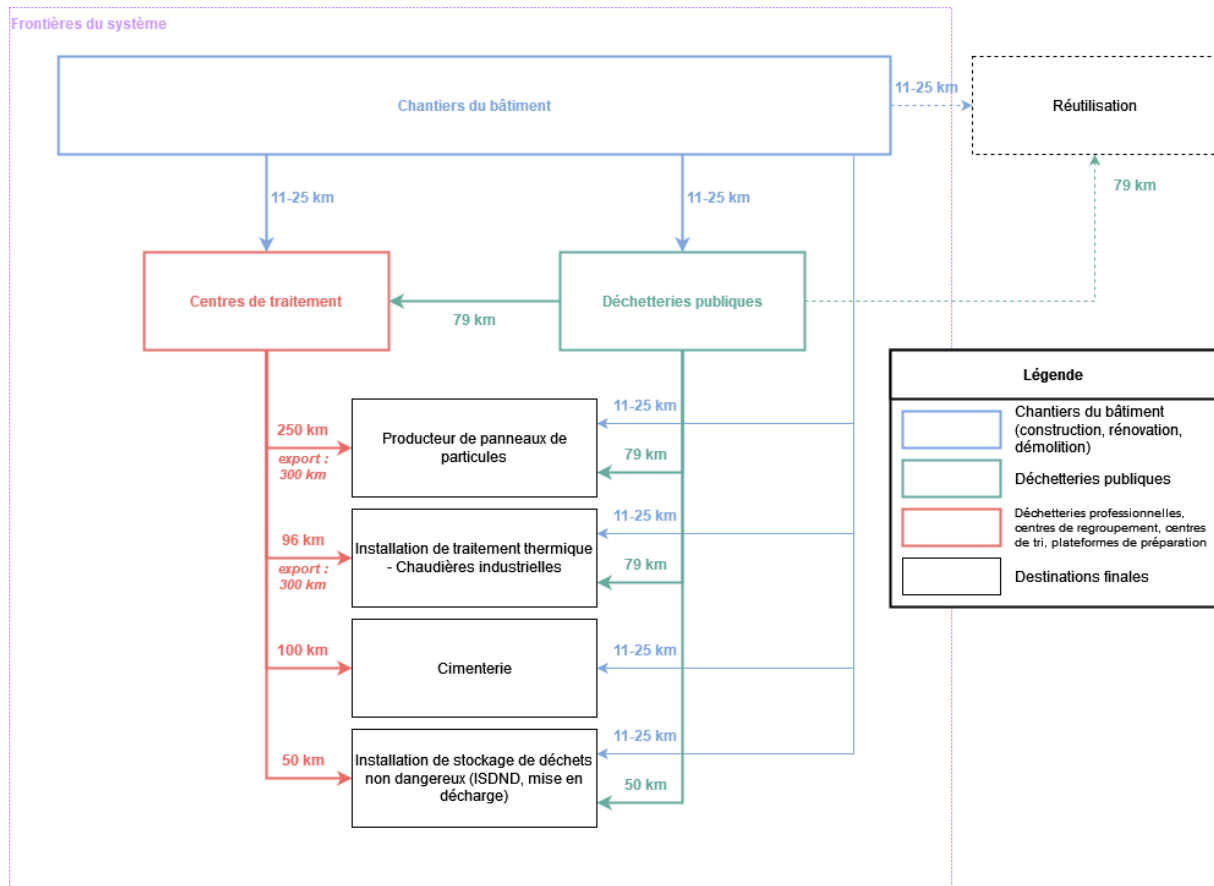 Frontières du système
Chantiers du bâtiment
11-25 km
Réutilisation
11-25 km
11-25 km
79 km
Centres de traitement
79 km
Déchetteries publiques
250 km
export :
300 km
Producteur de panneaux de
particules
11-25 km
79 km
96 km
export :
300 km
Installation de traitement thermique
- Chaudières industrielles
11-25 km
79 km
100 km
Cimenterie
11-25 km
50 km
Installation de stockage de déchets
non dangereux (ISDND, mise en
décharge)
11-25 km
50 km
Légende
Chantiers du bâtiment
(construction, rénovation,
démolition)
Déchetteries publiques
Déchetteries professionnelles,
centres de regroupement, centres
de tri, plateformes de préparation
Destinations finales